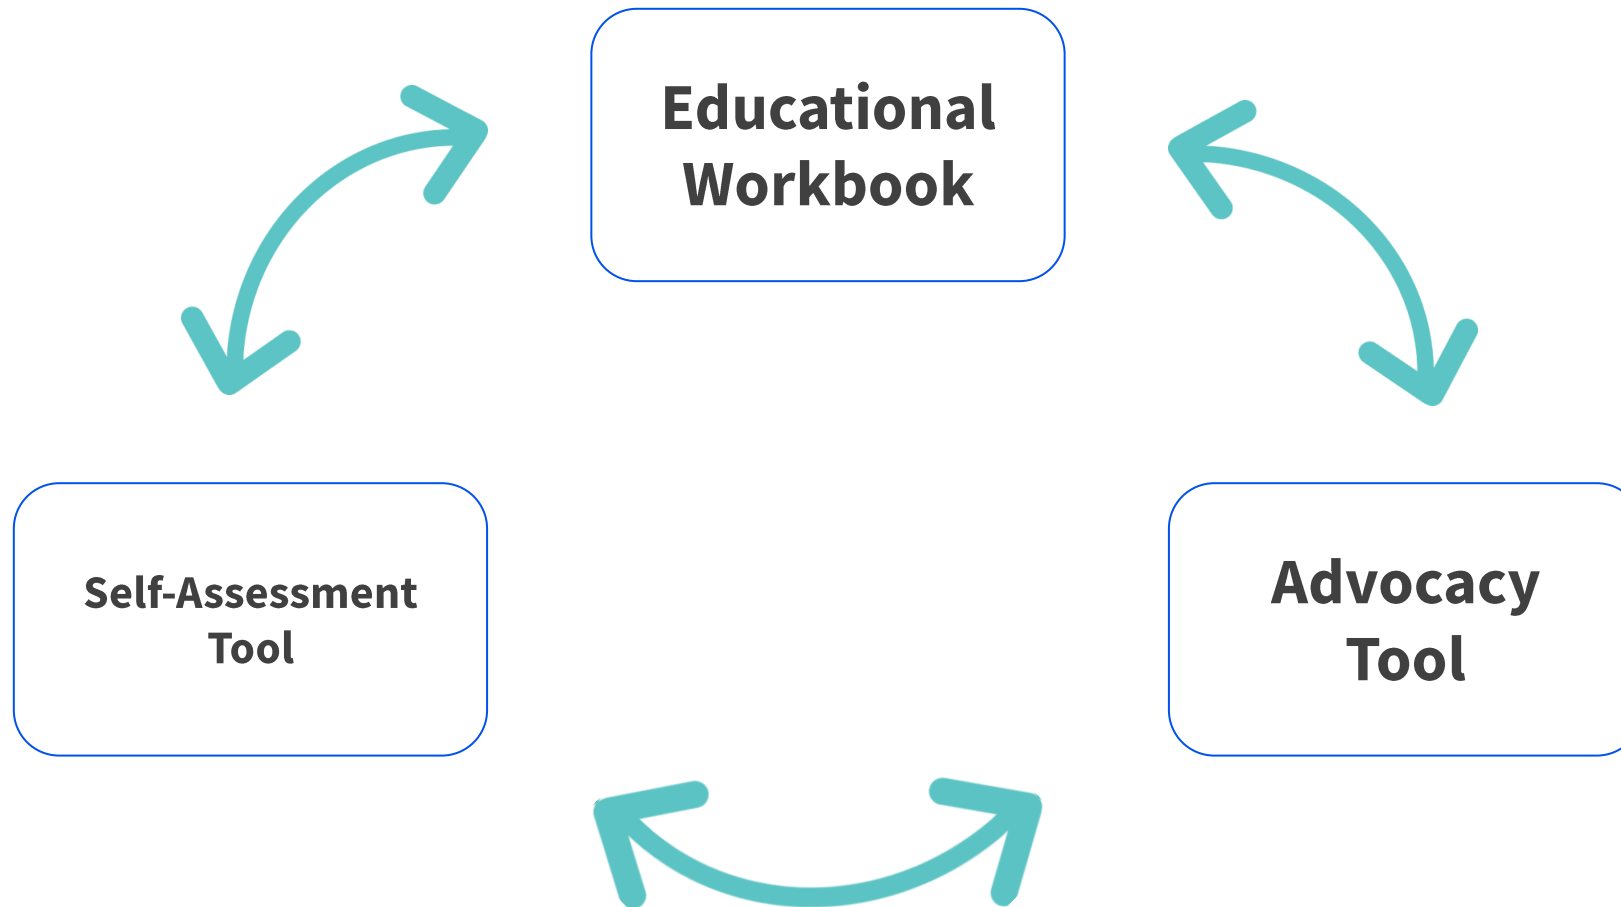 Educational
Workbook
Self-Assessment
Tool
Advocacy
Tool